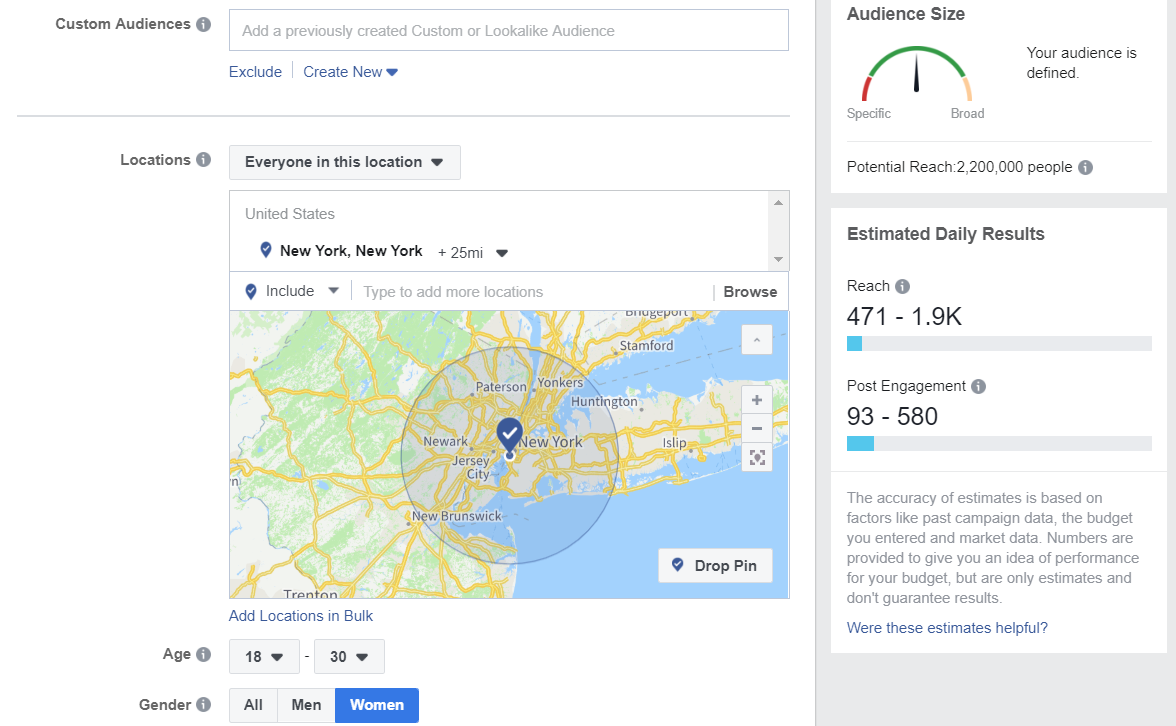 Custom Audiences
Add a previously created Custom or Lookalike Audience
Exclude
Create New
Locations
Everyone in this location
United States
New York, New York + 25mi
Include
Type to add more locations
Browse
Bridgeport
Stamford
Paterson
Yonkers
Huntington
Newark
New York
Islip
Jersey
City
New Brunswick
Trenton
Drop Pin
Add Locations in Bulk
Age
18 - 30
Gender
All Men Women
Audience Size
Your audience is
defined.
Specific
Broad
Potential Reach:2,200,000 people
Estimated Daily Results
Reach
471 - 1.9K
Post Engagement
93 - 580
The accuracy of estimates is based on
factors like past campaign data, the budget
you entered and market data. Numbers are
provided to give you an idea of performance
for your budget, but are only estimates and
don't guarantee results.
Were these estimates helpful?